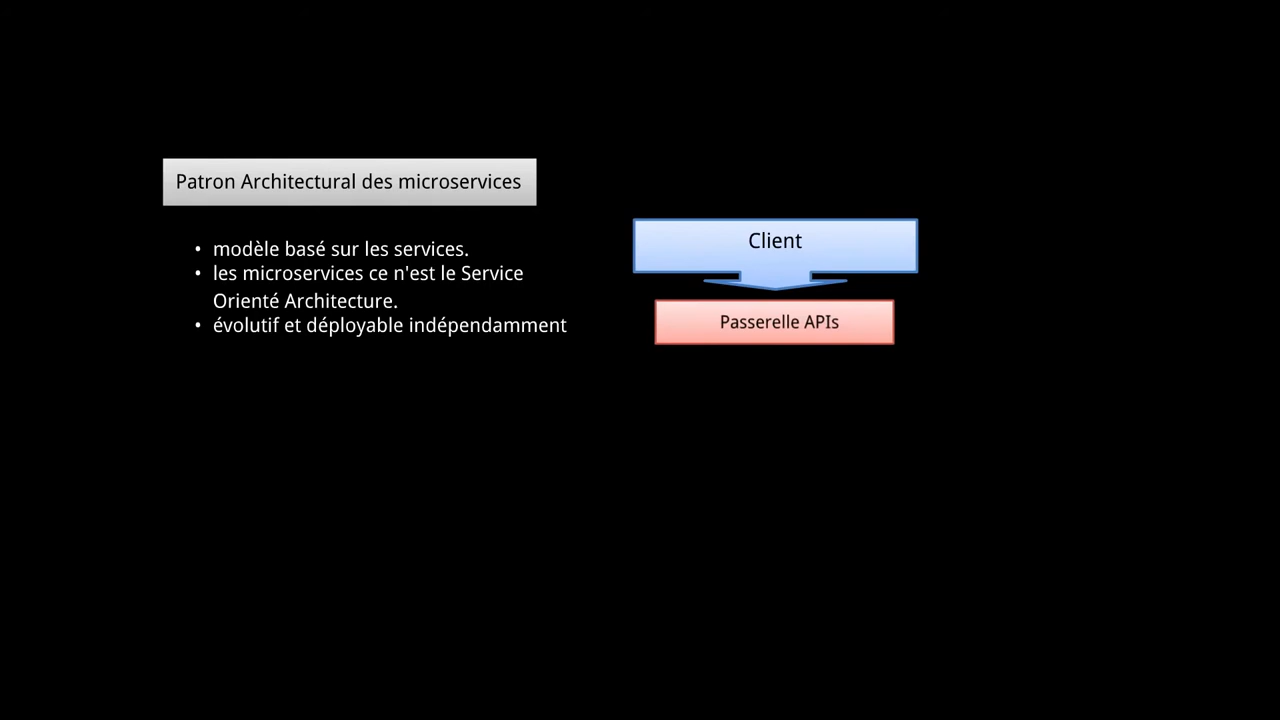 Patron Architectural des microservices
• modèle basé sur les services.
• les microservices ce n'est le Service
Orienté Architecture.
• évolutif et déployable indépendamment
Client
Passerelle APIs